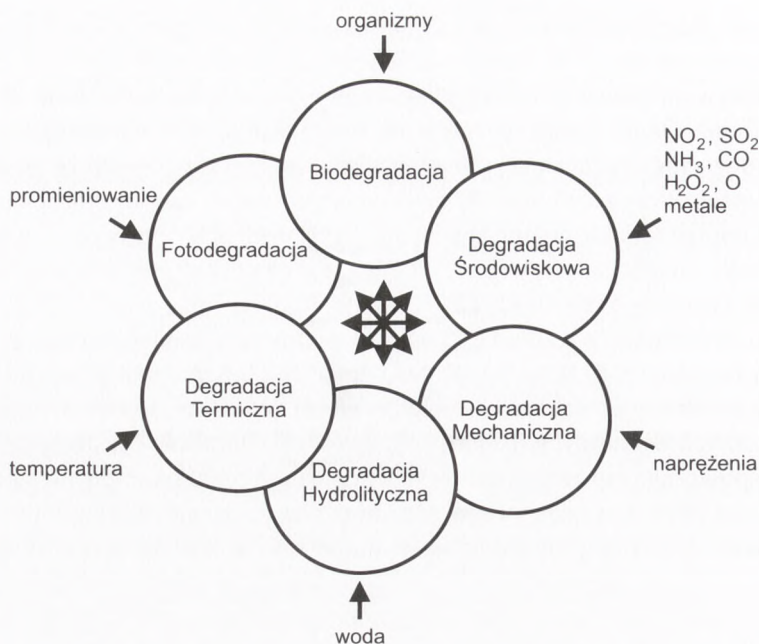 organizmy
Biodegradacja
NO₂, SO₂
NH₃, CO
H₂O₂, O
metale
promieniowanie
Fotodegradacja
Degradacja
Środowiskowa
Degradacja
Termiczna
Degradacja
Mechaniczna
temperatura
Degradacja
Hydrolityczna
naprężenia
woda